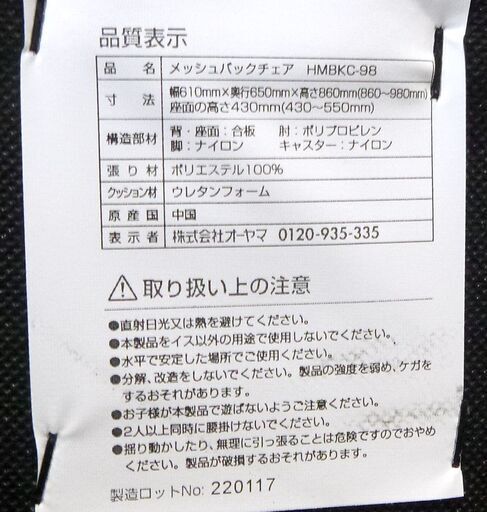 品質表示
品名 メッシュバックチェア HMBKC-98
寸法 幅610mm×奥行650mm×高さ860mm(860〜980mm)
座面の高さ430mm(430〜550mm)
構造部材 背・座面:合板 肘:ポリプロピレン
脚:ナイロン キャスター:ナイロン
張り材 ポリエステル100%
クッション材 ウレタンフォーム
原産国 中国
表示者 株式会社オーヤマ 0120-935-335
取り扱い上の注意
●直射日光又は熱を避けてください。
●本製品をイス以外の用途で使用しないでください。
●水平で安定した場所でご使用ください。
●分解、改造をしないでください。製品の強度を弱め、ケガを
するおそれがあります。
●お子様が本製品で遊ばないようご注意ください。
●2人以上同時に腰掛けないでください。
●揺り動かしたり、無理に引っ張ることは危険ですのでおやめ
ください。製品が破損するおそれがあります。
製造ロットNo: 220117